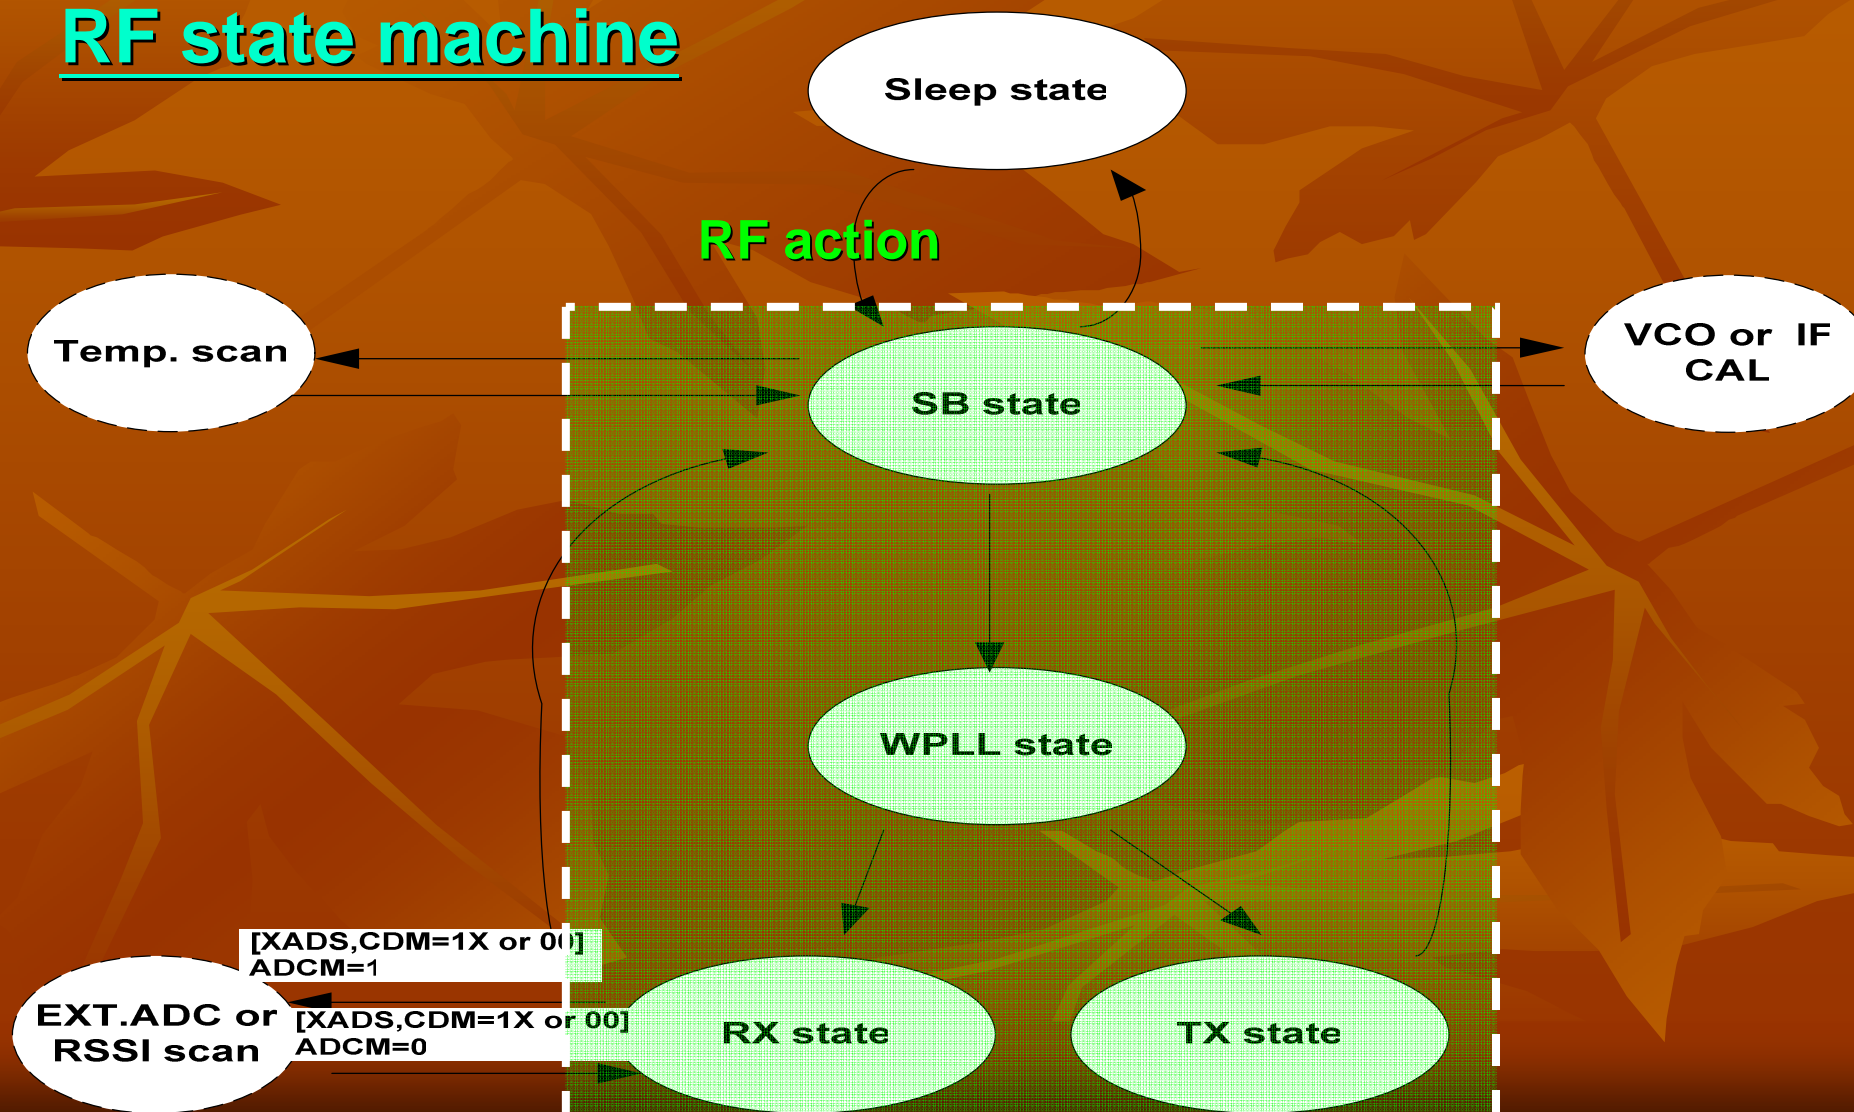 RF state machine
Sleep state
RF action
Temp. scan
VCO or IF
CAL
SB state
WPLL state
[XADS,CDM=1X or 00]
ADCM=1
EXT.ADC or
RSSI scan
[XADS,CDM=1X or 00]
ADCM=0
RX state
TX state